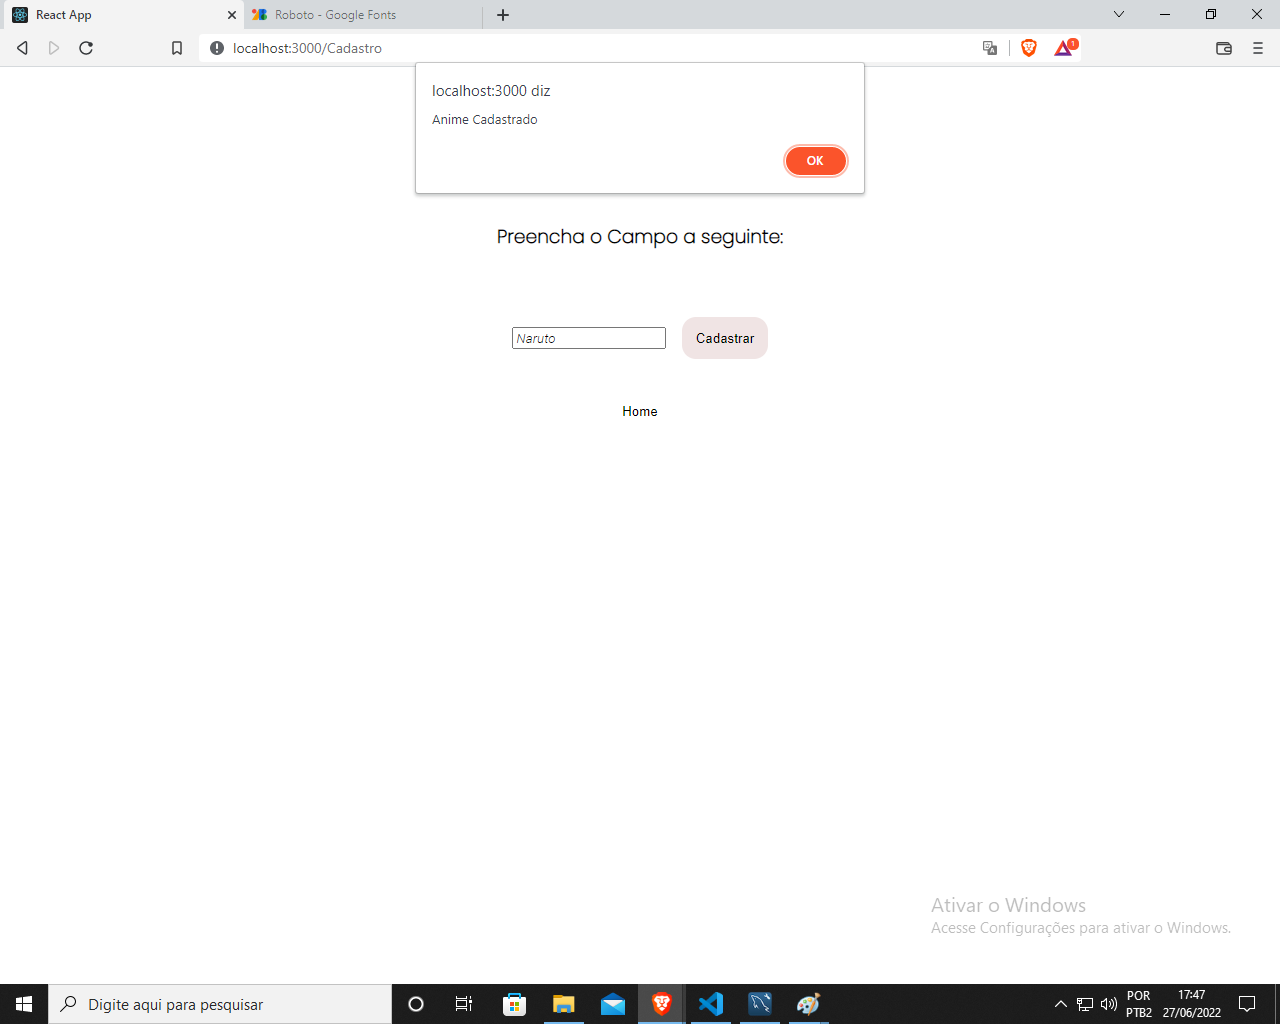 React App
Roboto - Google Fonts
localhost:3000/Cadastro
1
localhost:3000 diz
Anime Cadastrado
OK
Preencha o Campo a seguinte:
Naruto
Cadastrar
Home
Ativar o Windows
Acesse Configurações para ativar o Windows.
Digite aqui para pesquisar
POR
PTB2
17:47
27/06/2022